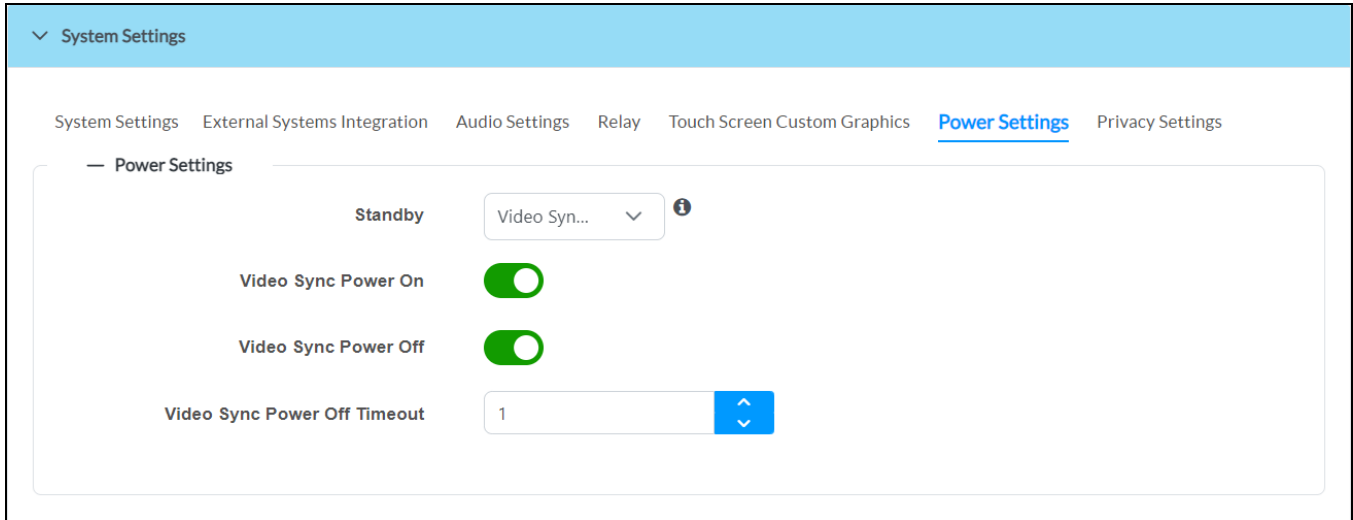 System Settings
System Settings External Systems Integration Audio Settings Relay Touch Screen Custom Graphics Power Settings Privacy Settings
Power Settings
Standby Video Syn...
Video Sync Power On
Video Sync Power Off
Video Sync Power Off Timeout 1